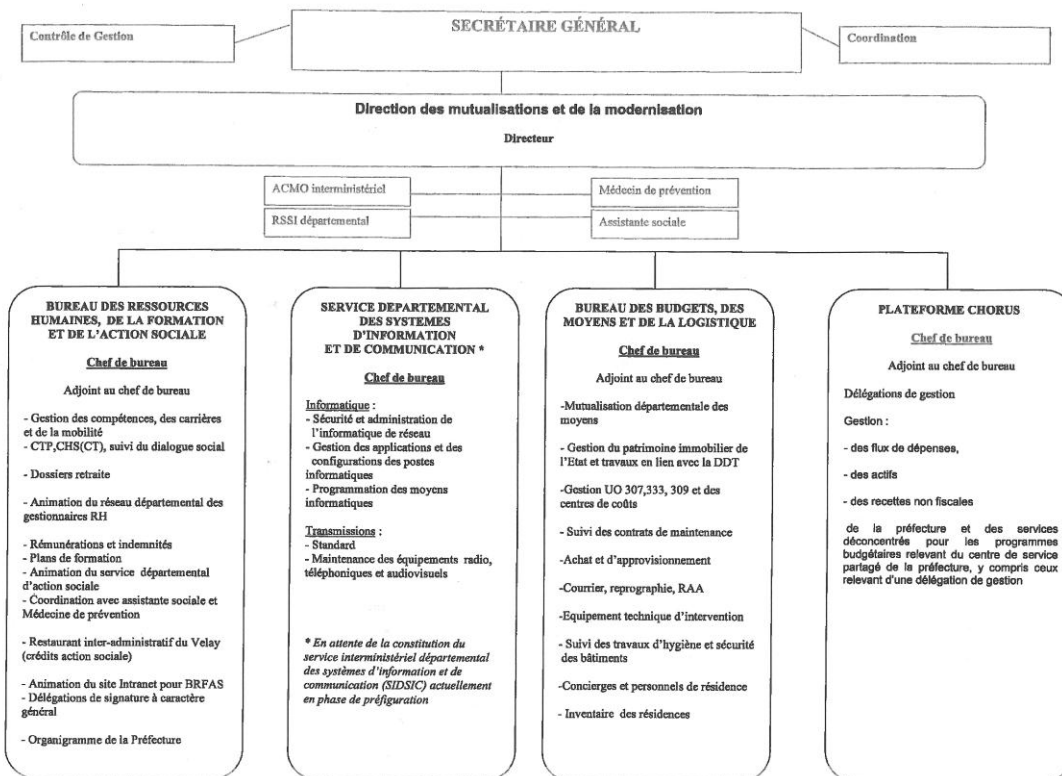 SECRÉTAIRE GÉNÉRAL
Contrôle de Gestion
Coordination
Direction des mutualisations et de la modernisation
Directeur
ACMO interministériel
Médecin de prévention
RSSI départemental
Assistante sociale
BUREAU DES RESSOURCES
HUMAINES, DE LA FORMATION
ET DE L'ACTION SOCIALE
Chef de bureau
Adjoint au chef de bureau
- Gestion des compétences, des carrières
et de la mobilité
- CTP,CHS(CT), suivi du dialogue social
- Dossiers retraite
- Animation du réseau départemental des
gestionnaires RH
- Rémunérations et indemnités
- Plans de formation
- Animation du service départemental
d'action sociale
- Coordination avec assistante sociale et
Médecine de prévention
- Restaurant inter-administratif du Velay
(crédits action sociale)
- Animation du site Intranet pour BRFAS
- Délégations de signature à caractère
général
- Organigramme de la Préfecture
SERVICE DEPARTEMENTAL
DES SYSTEMES
D'INFORMATION
ET DE COMMUNICATION *
Chef de bureau
Informatique :
- Sécurité et administration de
l'informatique de réseau
- Gestion des applications et des
configurations des postes
informatiques
- Programmation des moyens
informatiques
Transmissions :
- Standard
- Maintenance des équipements radio,
téléphoniques et audiovisuels
* En attente de la constitution du
service interministériel départemental
des systèmes d'information et de
communication (SIDSIC) actuellement
en phase de préfiguration
BUREAU DES BUDGETS, DES
MOYENS ET DE LA LOGISTIQUE
Chef de bureau
Adjoint au chef de bureau
-Mutualisation départementale des
moyens
- Gestion du patrimoine immobilier de
l'Etat et travaux en lien avec la DDT
-Gestion UO 307,333, 309 et des
centres de coûts
- Suivi des contrats de maintenance
-Achat et d'approvisionnement
-Courrier, reprographie, RAA
-Equipement technique d'intervention
- Suivi des travaux d'hygiène et sécurité
des bâtiments
-Concierges et personnels de résidence
- Inventaire des résidences
PLATEFORME CHORUS
Chef de bureau
Adjoint au chef de bureau
Délégations de gestion
Gestion :
- des flux de dépenses,
- des actifs
- des recettes non fiscales
de la préfecture et des services
déconcentrés pour les programmes
budgétaires relevant du centre de service
partagé de la préfecture, y compris ceux
relevant d'une délégation de gestion